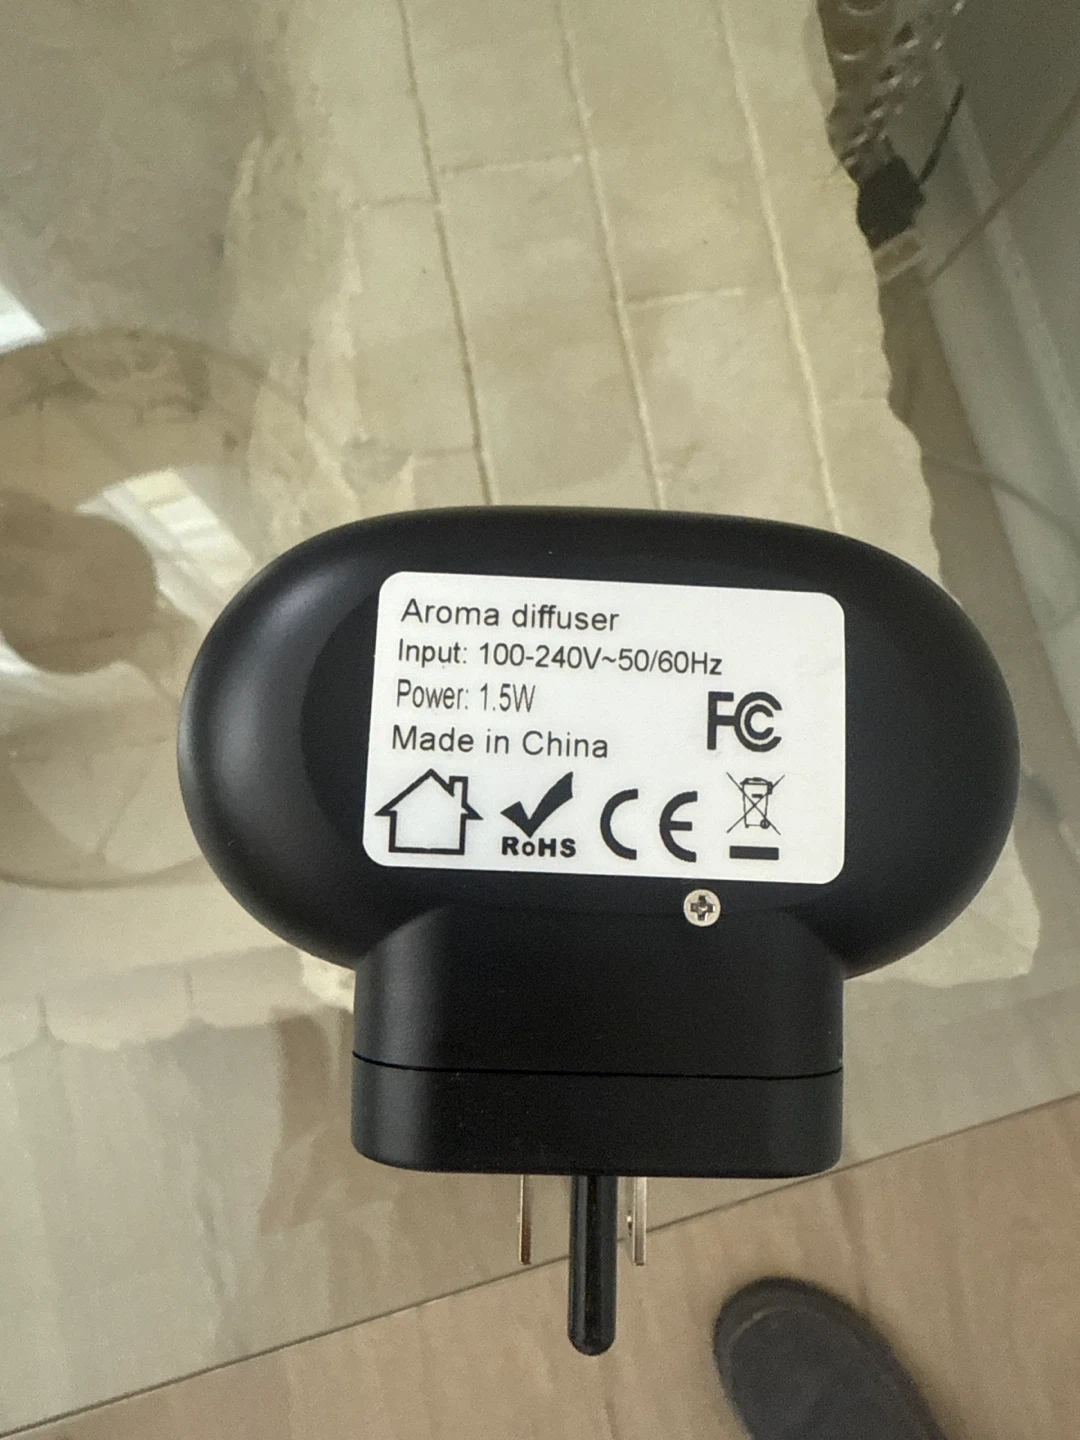 Aroma diffuser
Input: 100-240V~50/60Hz
Power: 1.5W
FC
Made in China
RoHS CE